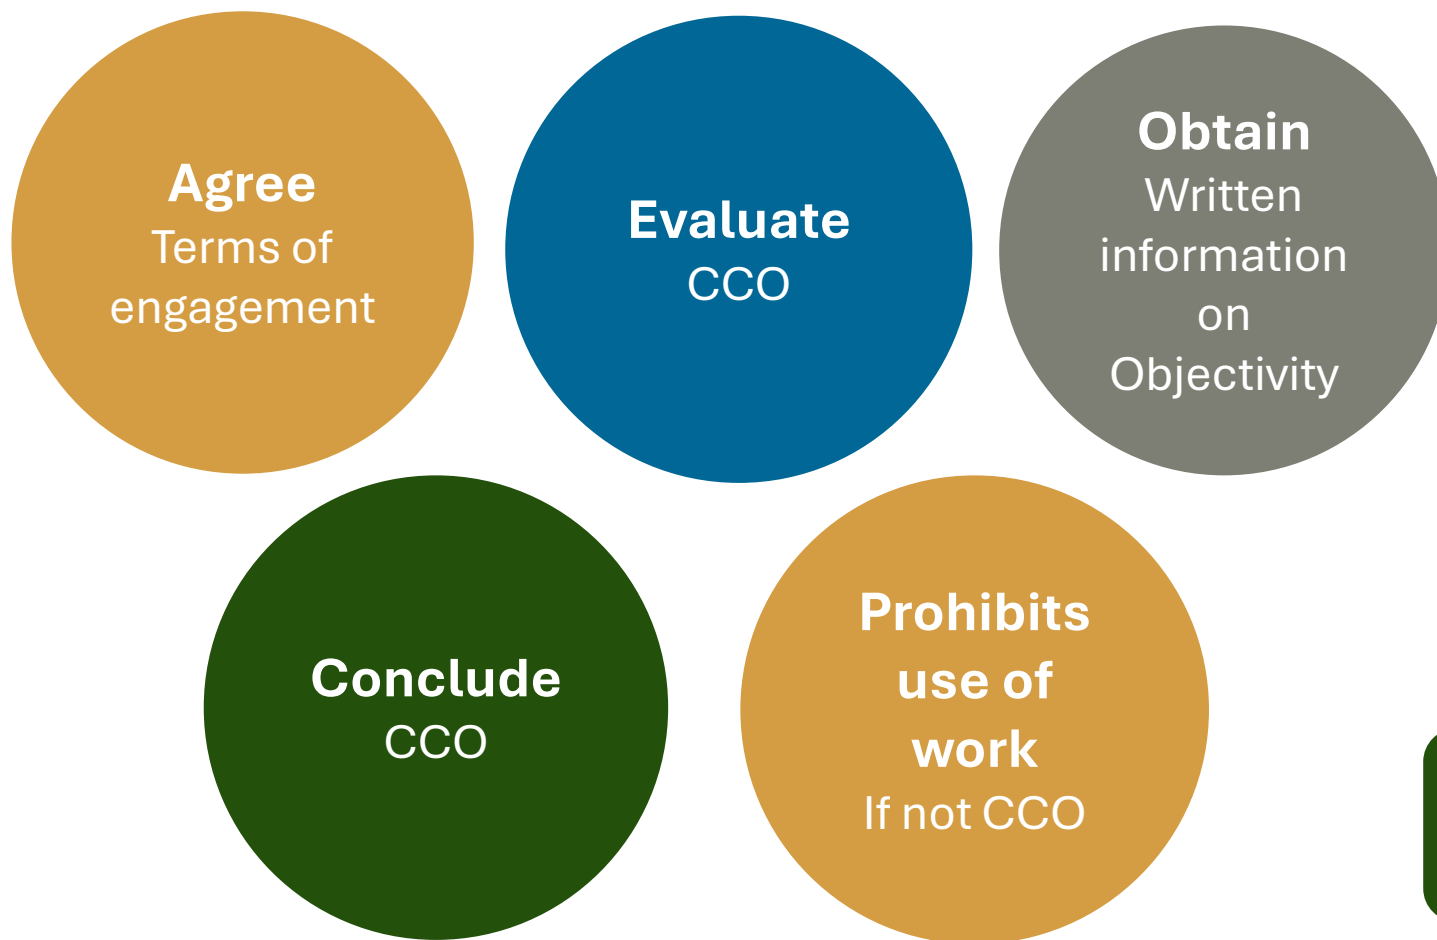 Agree
Terms of
engagement
Evaluate
CCO
Obtain
Written
information
on
Objectivity
Conclude
CCO
Prohibits
use of
work
If not CCO